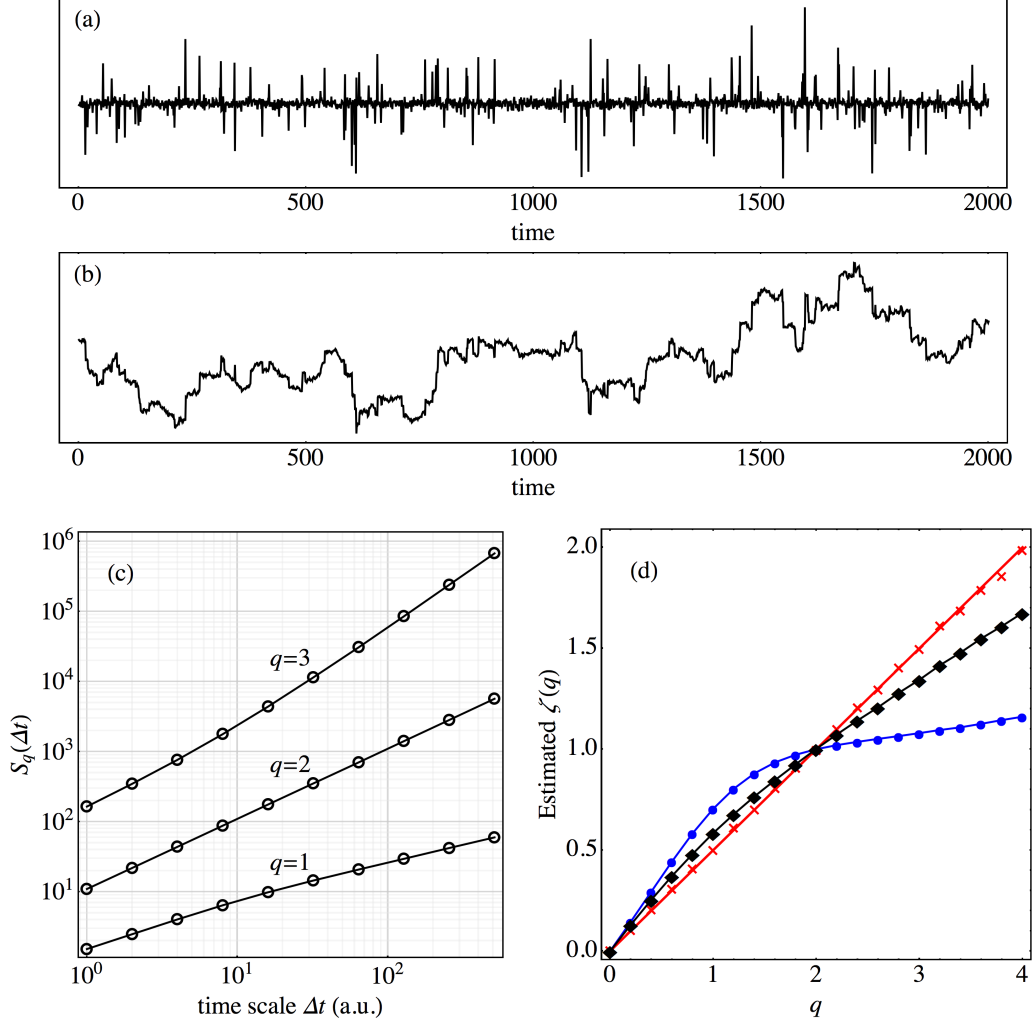 (a)
0 500 1000 1500 2000
time
(b)
0 500 1000 1500 2000
time
(c)
10^6
10^5
10^4
10^3
10^2
10^1
S_q(Δt)
q=3
q=2
q=1
10^0 10^1 10^2
time scale Δt (a.u.)
(d)
2.0
1.5
1.0
0.5
0.0
Estimated ζ(q)
0 1 2 3 4
q